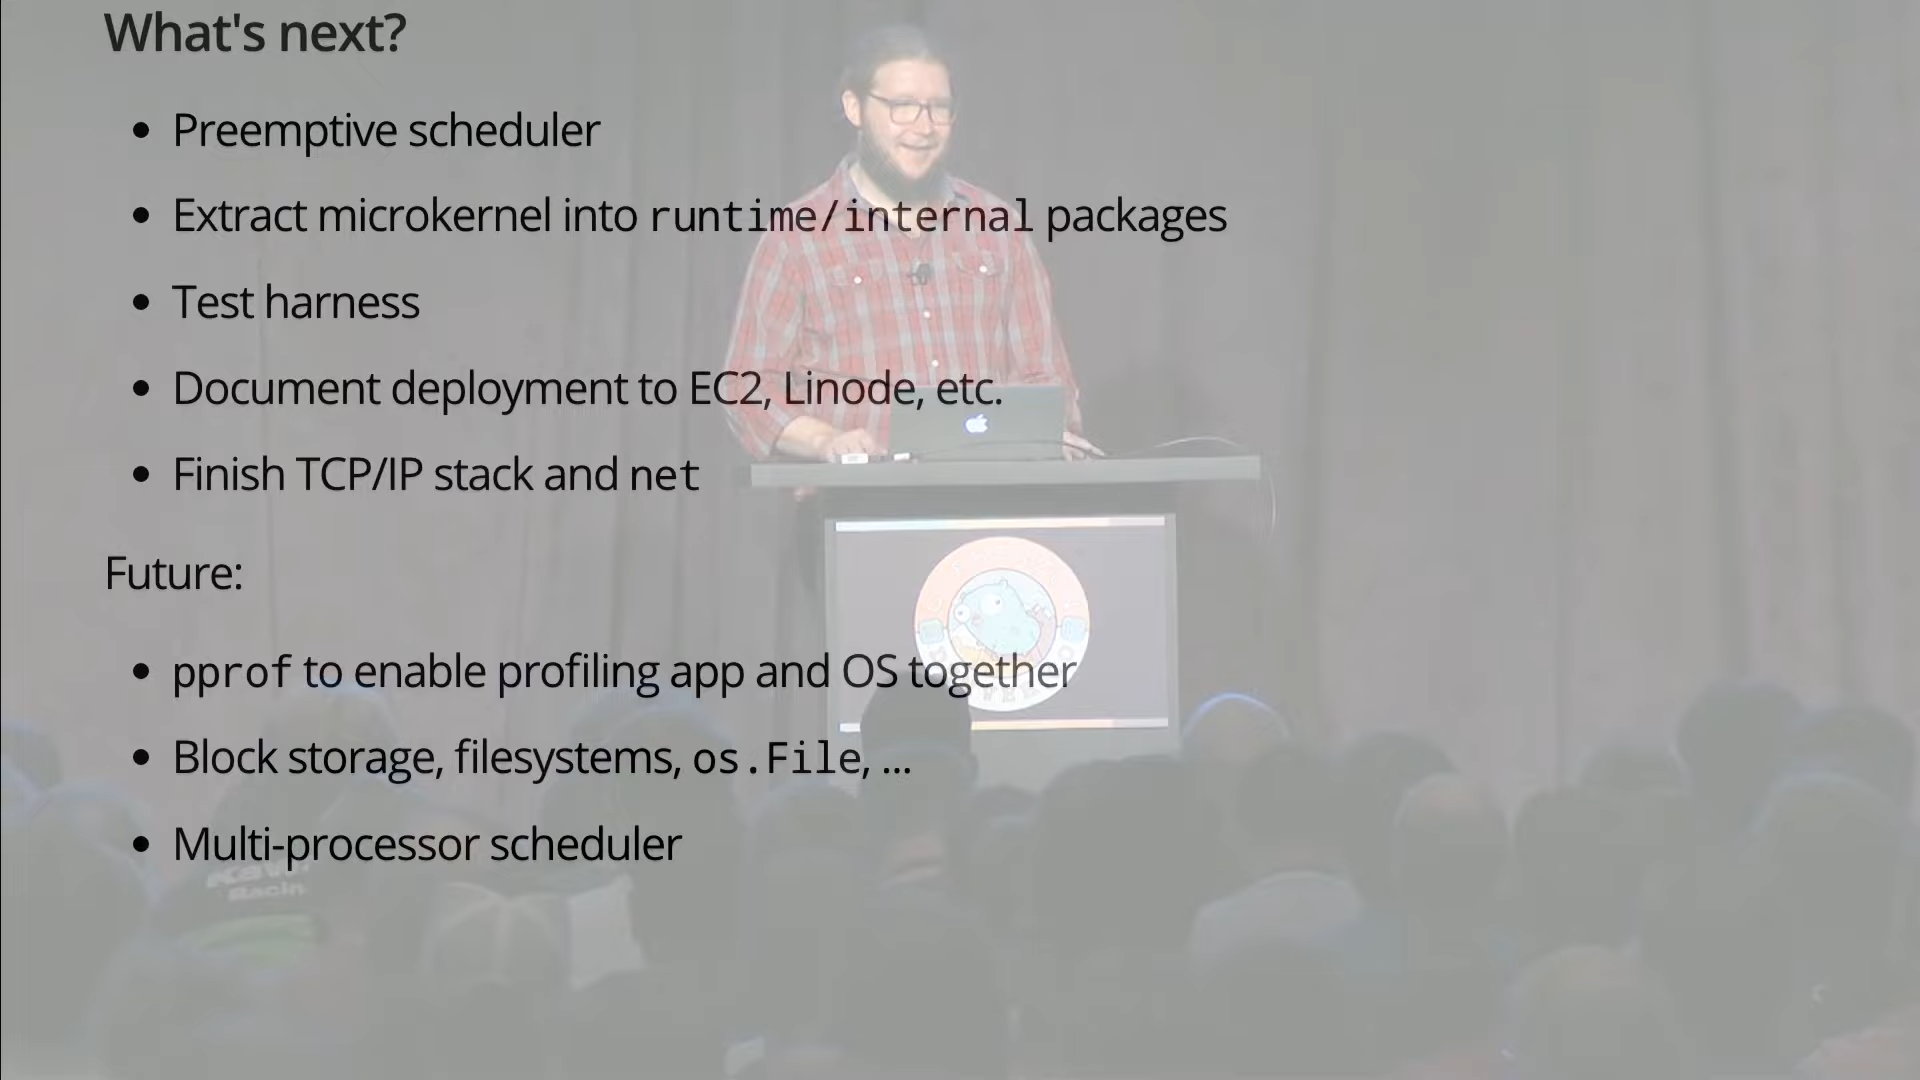 What's next?
Preemptive scheduler
Extract microkernel into runtime/internal packages
Test harness
Document deployment to EC2, Linode, etc.
Finish TCP/IP stack and net
Future:
pprof to enable profiling app and OS together
Block storage, filesystems, os.File, ...
Multi-processor scheduler
Racin